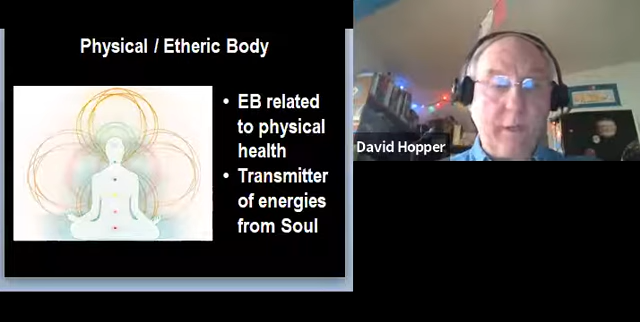 Physical / Etheric Body
• EB related
to physical
health
• Transmitter
of energies
from Soul
David Hopper